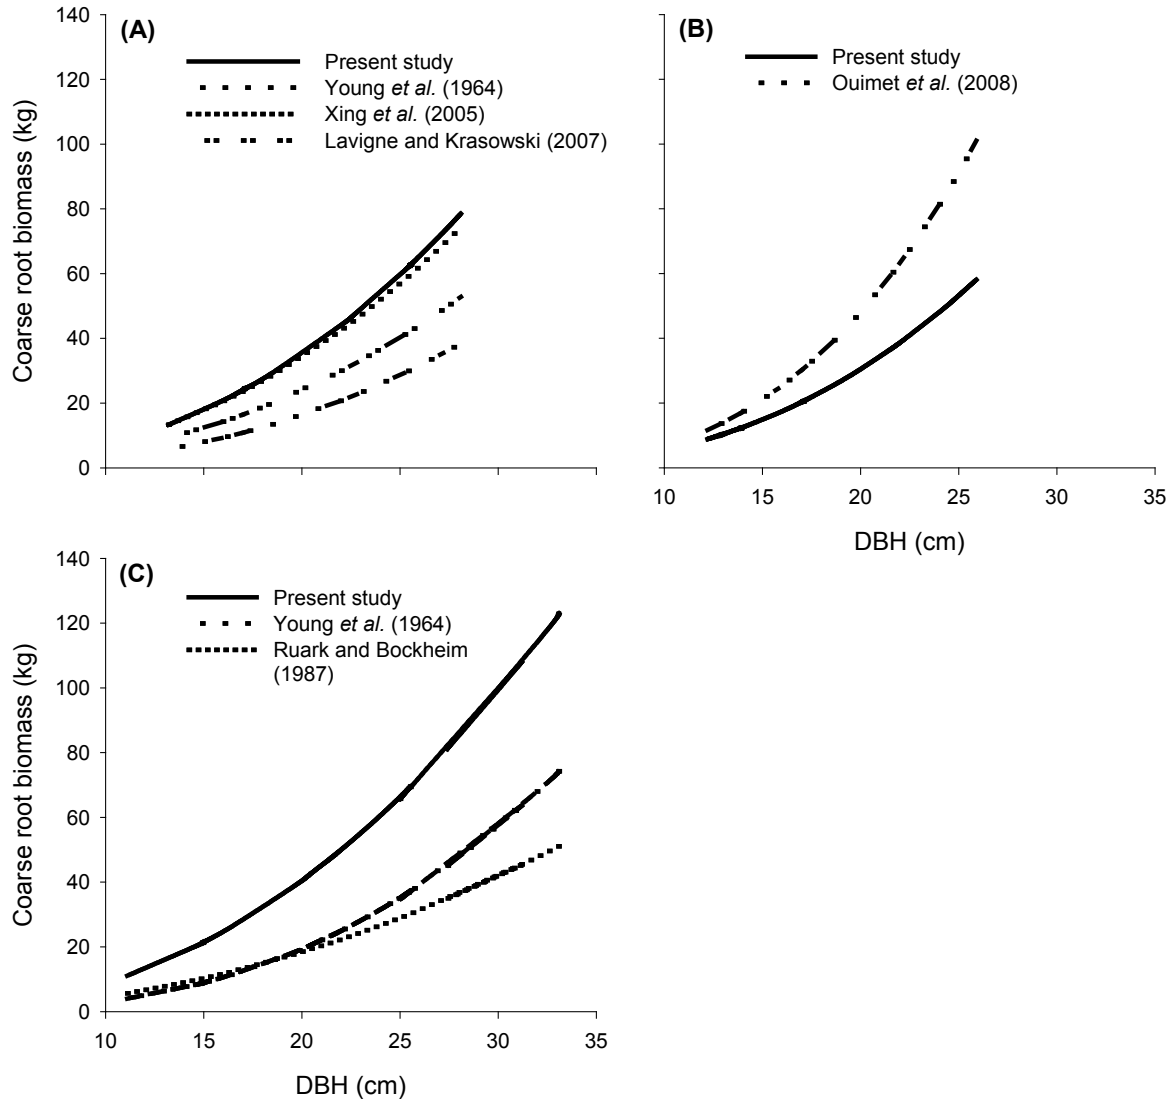 (A)
Present study
Young et al. (1964)
Xing et al. (2005)
Lavigne and Krasowski (2007)
140
120
100
80
60
40
20
0
Coarse root biomass (kg)
(B)
Present study
Ouimet et al. (2008)
10 15 20 25 30 35
DBH (cm)
(C)
Present study
Young et al. (1964)
Ruark and Bockheim
(1987)
140
120
100
80
60
40
20
0
Coarse root biomass (kg)
10 15 20 25 30 35
DBH (cm)